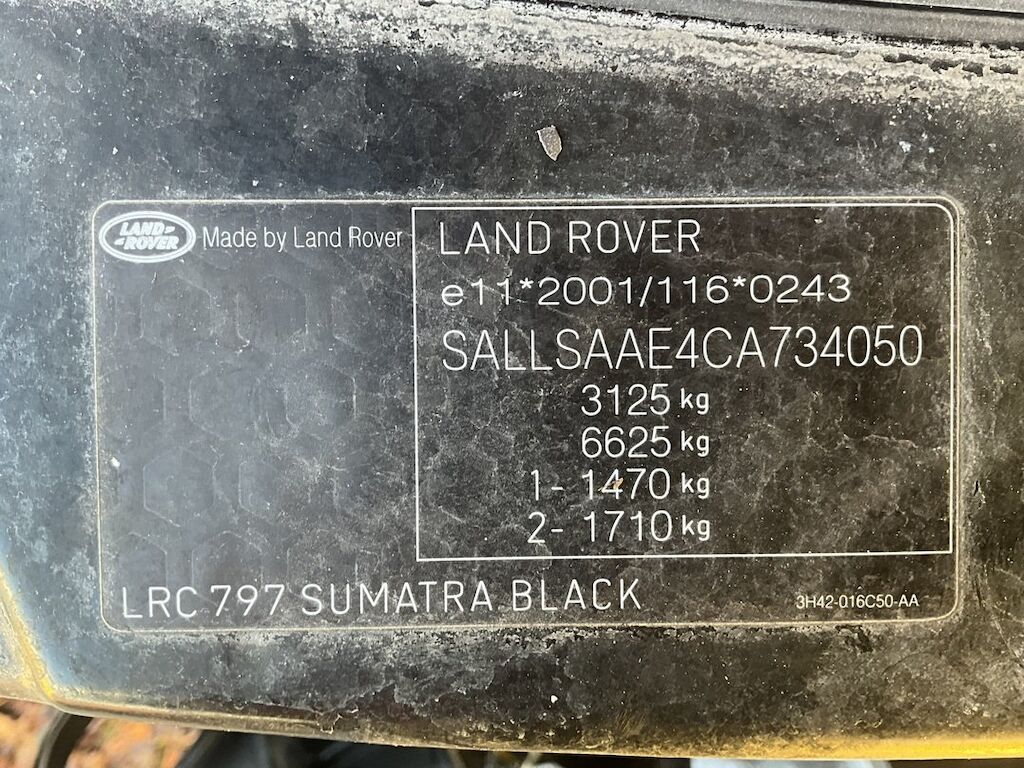 LAND ROVER
Made by Land Rover
LAND ROVER
e11*2001/116*0243
SALLSAAE4CA734050
3125 kg
6625 kg
1- 1470 kg
2- 1710 kg
LRC 797 SUMATRA BLACK
3H42-016C50-AA